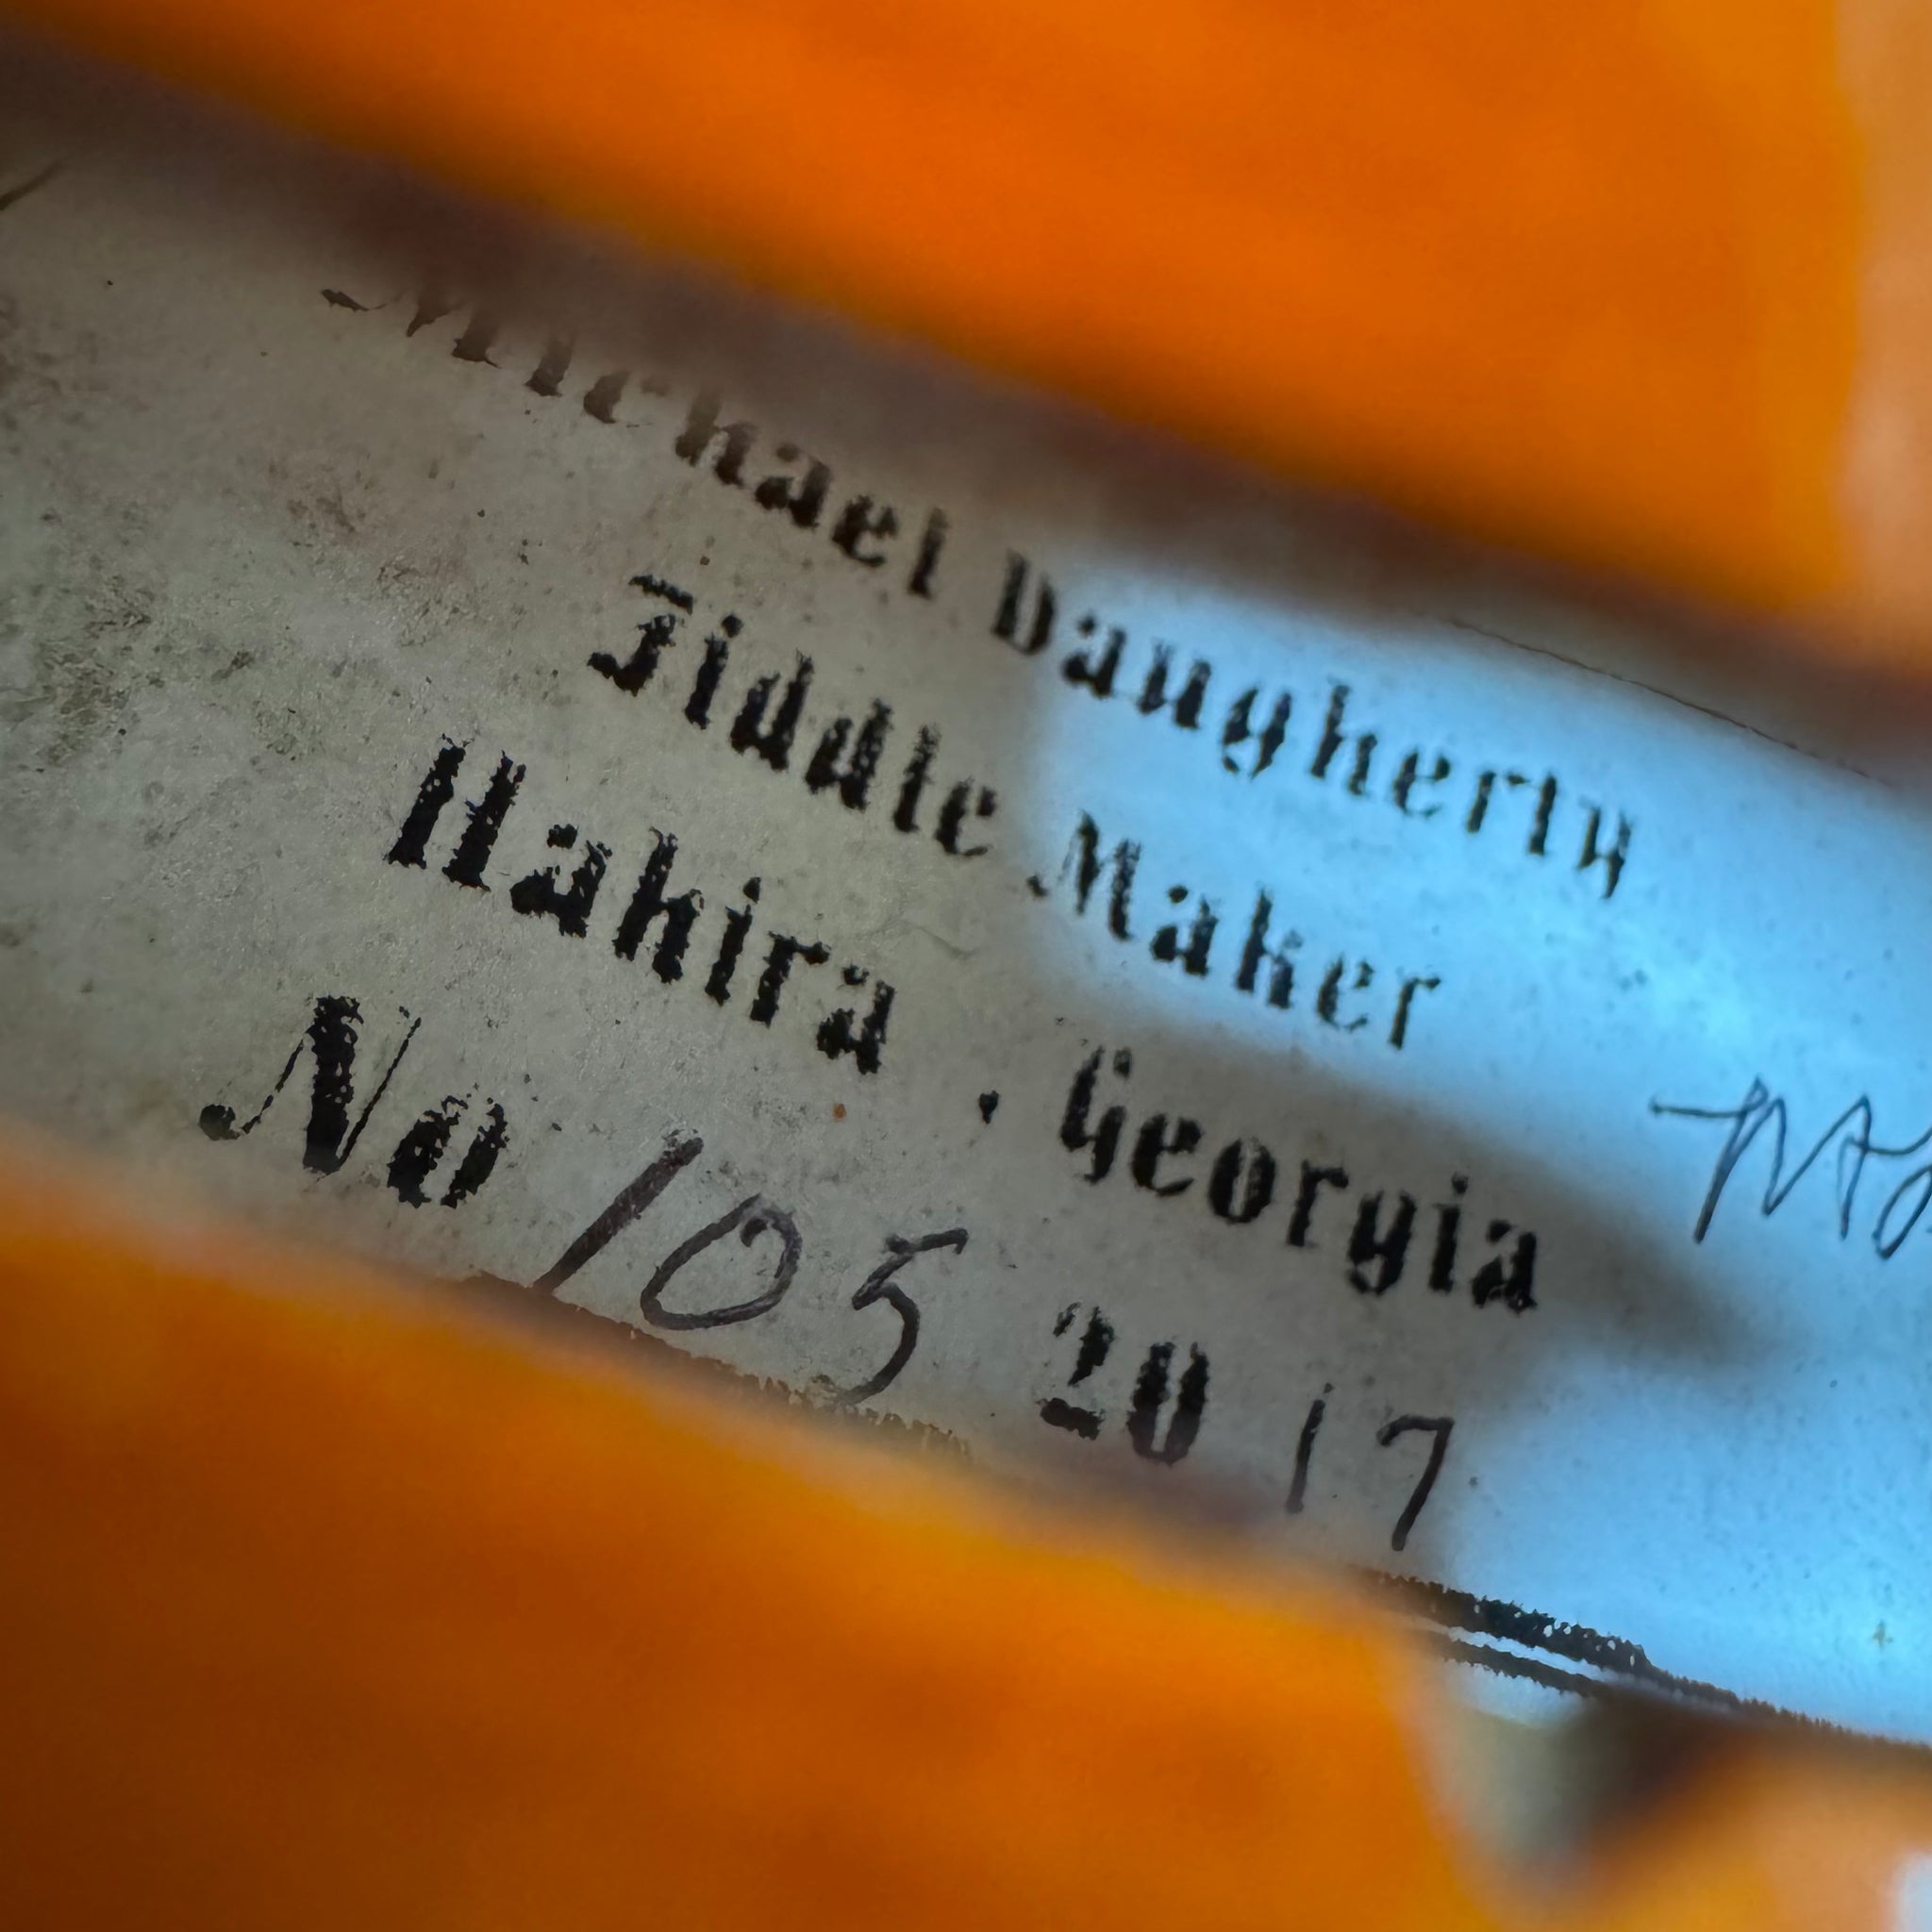 Michael Daugherty
Fiddle Maker
Hahira, Georgia
No 105 2017